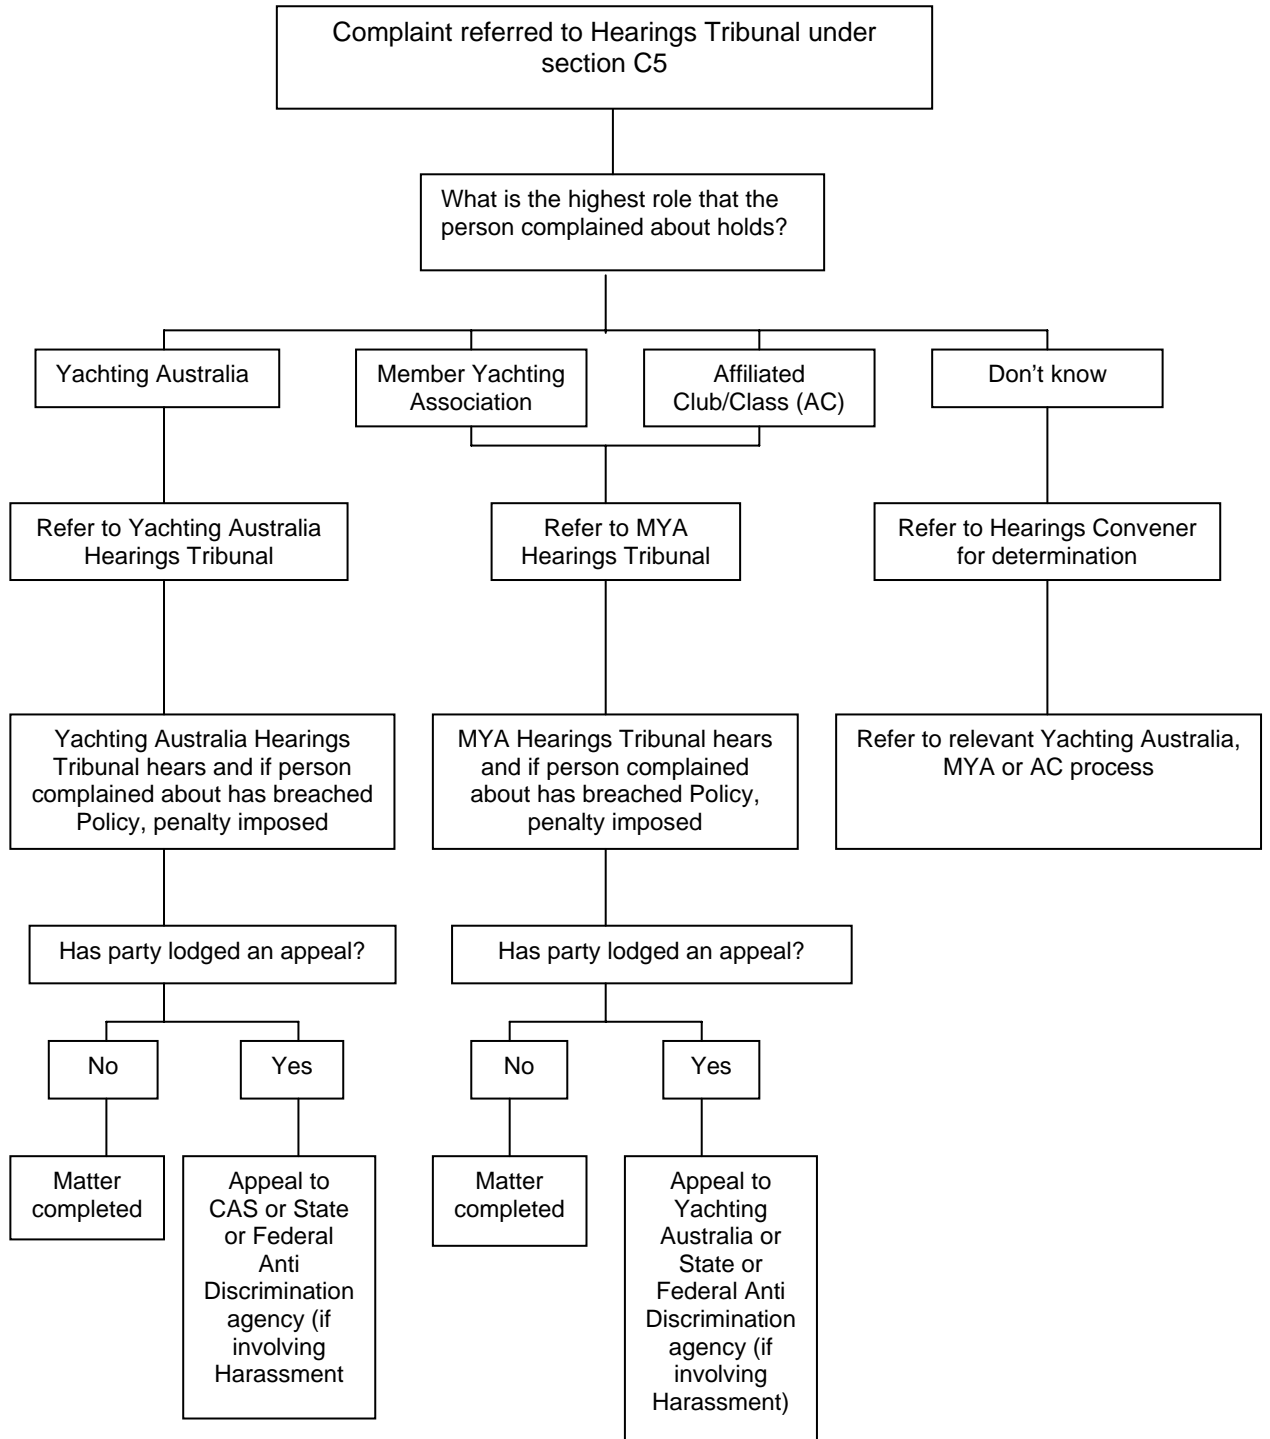 Complaint referred to Hearings Tribunal under
section C5
What is the highest role that the
person complained about holds?
Yachting Australia
Member Yachting
Association
Affiliated
Club/Class (AC)
Don't know
Refer to Yachting Australia
Hearings Tribunal
Refer to MYA
Hearings Tribunal
Refer to Hearings Convener
for determination
Yachting Australia Hearings
Tribunal hears and if person
complained about has breached
Policy, penalty imposed
MYA Hearings Tribunal hears
and if person complained
about has breached Policy,
penalty imposed
Refer to relevant Yachting Australia,
MYA or AC process
Has party lodged an appeal?
Has party lodged an appeal?
No
Yes
No
Yes
Matter
completed
Appeal to
CAS or State
or Federal
Anti
Discrimination
agency (if
involving
Harassment
Matter
completed
Appeal to
Yachting
Australia or
State or
Federal Anti
Discrimination
agency (if
involving
Harassment)